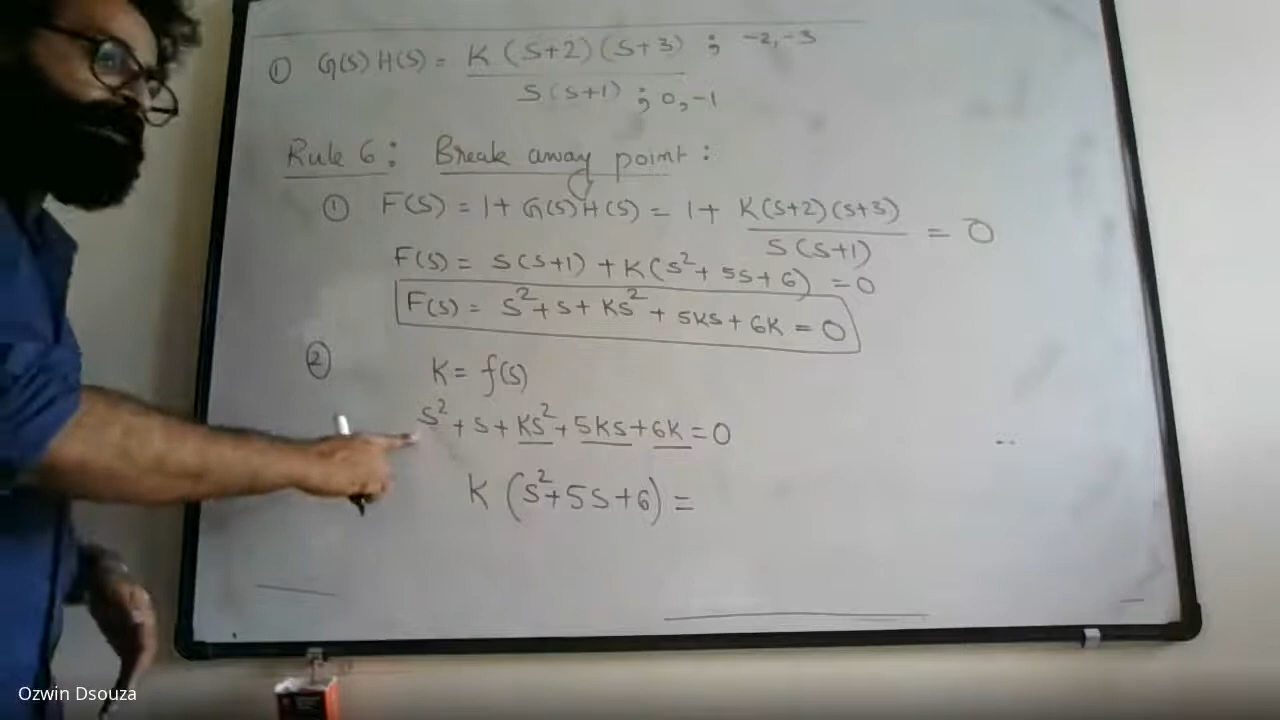 ① G(S) H(S) = K (S+2) (S+3) ; -2, -3
S (S+1) ; 0, -1
Rule 6: Break away point:
① F(S) = 1 + G(S) H(S) = 1 + K(S+2)(S+3) / S(S+1) = 0
F(S) = S(S+1) + K(S² + 5S + 6) = 0
F(S) = S² + S + KS² + 5KS + 6K = 0
② K = f(S)
S² + S + KS² + 5KS + 6K = 0
K (S² + 5S + 6) =
Ozwin Dsouza